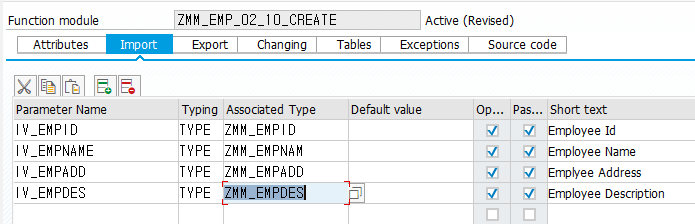 Function module ZMM_EMP_02_10_CREATE Active (Revised)
Attributes Import Export Changing Tables Exceptions Source code
Parameter Name Typing Associated Type Default value Op... Pas... Short text
IV_EMPID TYPE ZMM_EMPID Employee Id
IV_EMPNAME TYPE ZMM_EMPNAM Employee Name
IV_EMPADD TYPE ZMM_EMPADD Emplyee Address
IV_EMPDES TYPE ZMM_EMPDES Employee Description